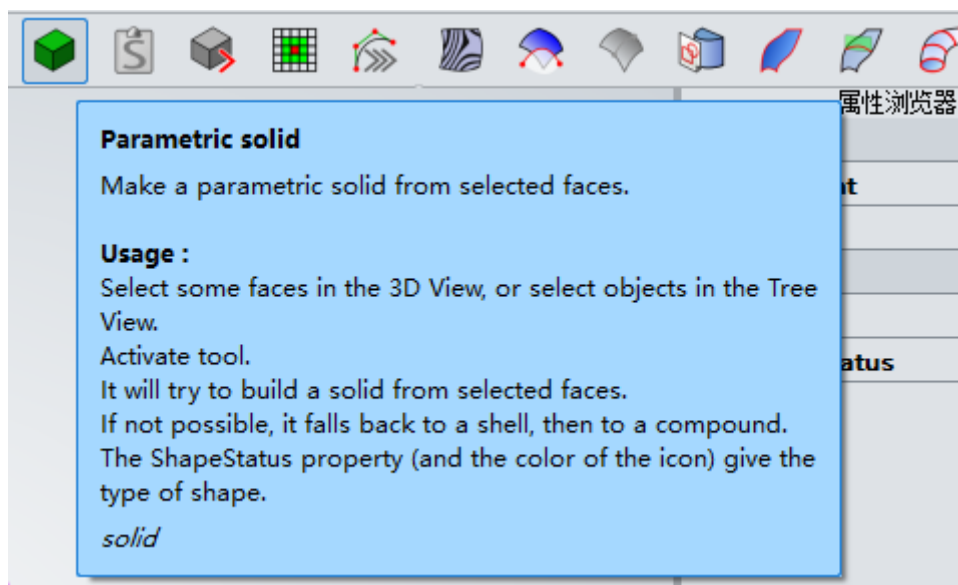 属性浏览器
Parametric solid
Make a parametric solid from selected faces.
Usage :
Select some faces in the 3D View, or select objects in the Tree
View.
Activate tool.
It will try to build a solid from selected faces.
If not possible, it falls back to a shell, then to a compound.
The ShapeStatus property (and the color of the icon) give the
type of shape.
solid
atus